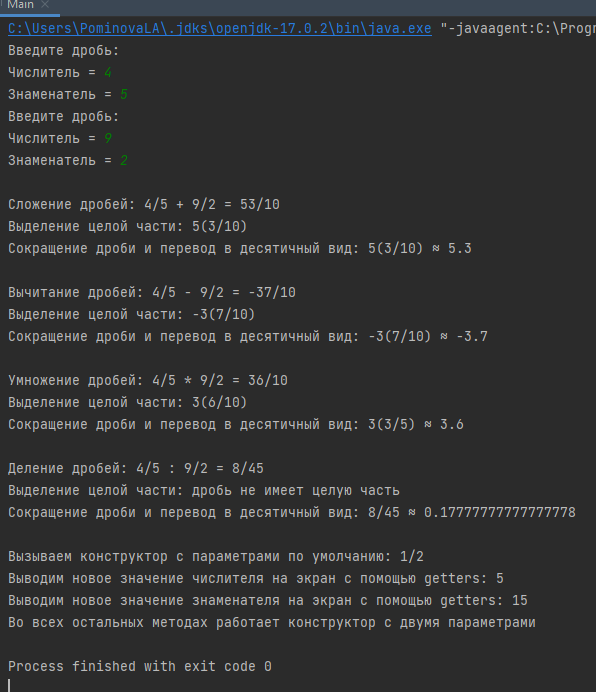 Main
C:\Users\PominovaLA\.jdks\openjdk-17.0.2\bin\java.exe "-javaagent:C:\Progr
Введите дробь:
Числитель = 4
Знаменатель = 5
Введите дробь:
Числитель = 9
Знаменатель = 2
Сложение дробей: 4/5 + 9/2 = 53/10
Выделение целой части: 5(3/10)
Сокращение дроби и перевод в десятичный вид: 5(3/10) ≈ 5.3
Вычитание дробей: 4/5 - 9/2 = -37/10
Выделение целой части: -3(7/10)
Сокращение дроби и перевод в десятичный вид: -3(7/10) ≈ -3.7
Умножение дробей: 4/5 * 9/2 = 36/10
Выделение целой части: 3(6/10)
Сокращение дроби и перевод в десятичный вид: 3(3/5) ≈ 3.6
Деление дробей: 4/5 : 9/2 = 8/45
Выделение целой части: дробь не имеет целую часть
Сокращение дроби и перевод в десятичный вид: 8/45 ≈ 0.17777777777777778
Вызываем конструктор с параметрами по умолчанию: 1/2
Выводим новое значение числителя на экран с помощью getters: 5
Выводим новое значение знаменателя на экран с помощью getters: 15
Во всех остальных методах работает конструктор с двумя параметрами
Process finished with exit code 0